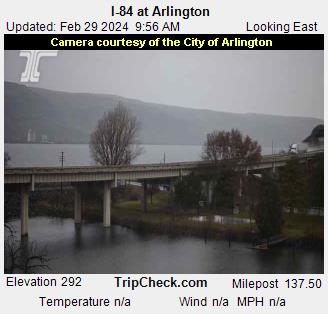 I-84 at Arlington
Updated: Feb 29 2024 9:56 AM Looking East
Camera courtesy of the City of Arlington
Elevation 292 TripCheck.com Milepost 137.50
Temperature n/a Wind n/a MPH n/a